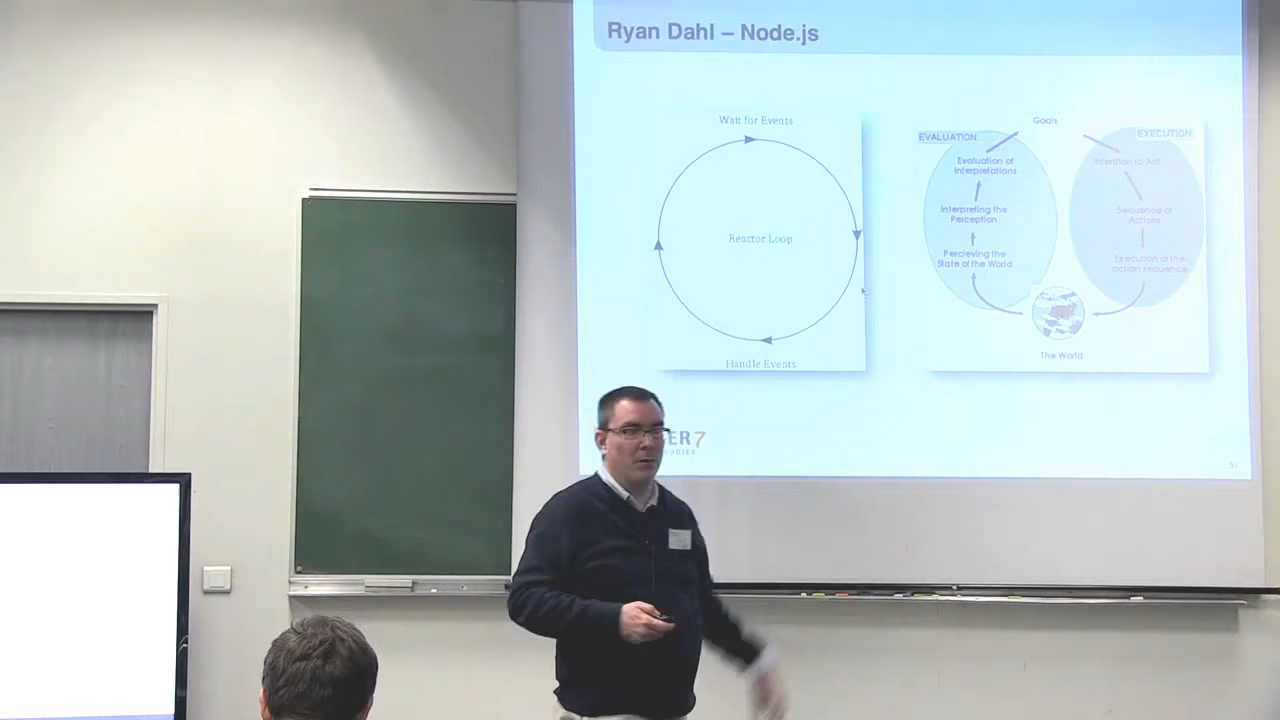 Ryan Dahl – Node.js
Wait for Events
Reactor Loop
Handle Events
Goals
EVALUATION
EXECUTION
Evaluation of
Interpretations
Interpreting the
Perception
Percieving the
State of the World
Intention to Act
Sequence of
Actions
Execution of the
action sequence
The World
ER7
51